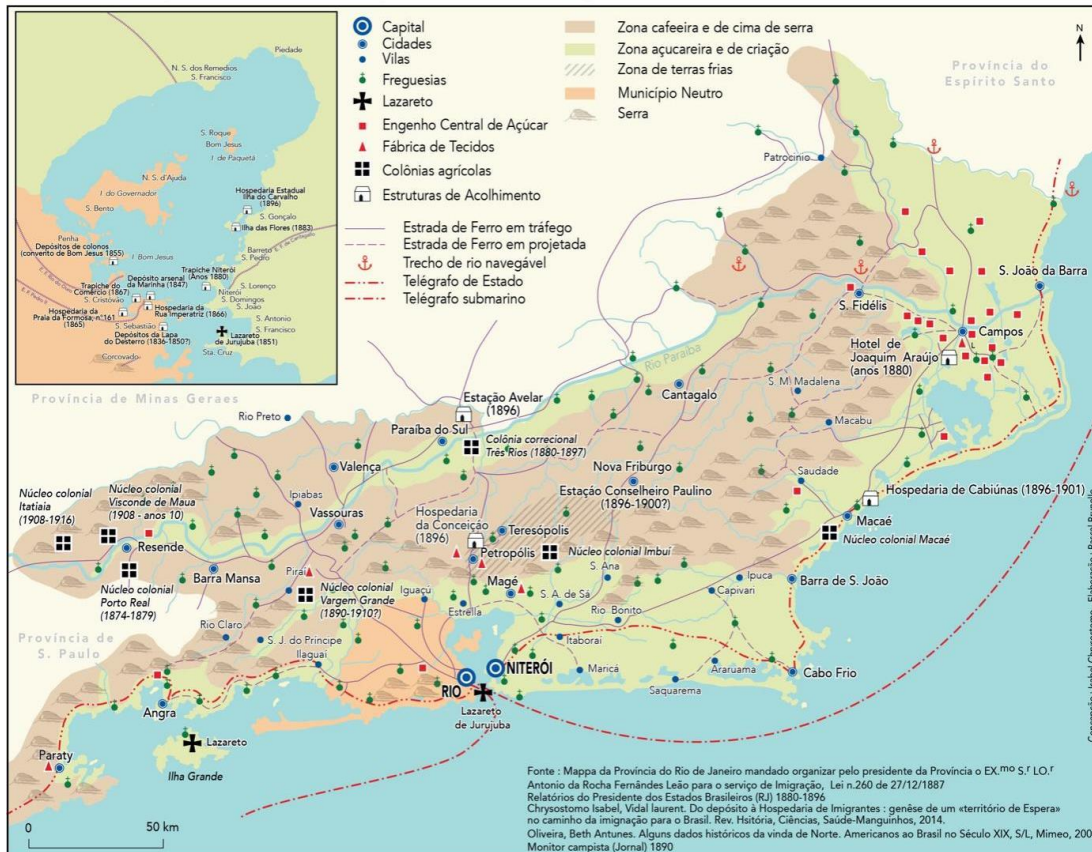 Piedade
N. S. dos Remedios
S. Francisco
S. Roque
Bom Jesus
I. de Paquetá
N. S. d'Ajuda
I. do Governador
S. Bento
Hospedaria Estadual
Ilha do Carvalho
(1896)
S. Gonçalo
Ilha das Flores (1883)
Penha
Depósitos de colonos
(convento de Bom Jesus 1855)
I. Bom Jesus
Barreto
S. Pedro
Trapiche Niterói
(Anos 1880)
Depósito arsenal
da Marinha (1847)
Trapiche do
Comércio (1867)
S. Cristovão
S. Lorenço
Niterói
S. Domingos
S. João
Hospedaria da
Rua Imperatriz (1866)
Hospedaria da
Praia da Formosa, n°161
(1865)
S. Sebastião
Depósitos da Lapa
do Desterro (1836-1850?)
S. Antonio
S. Francisco
Lazareto
de Jurujuba
(1851)
Corcovado
Sta. Cruz
Capital
Cidades
Vilas
Freguesias
Lazareto
Engenho Central de Açúcar
Fábrica de Tecidos
Colônias agrícolas
Estruturas de Acolhimento
Estrada de Ferro em tráfego
Estrada de Ferro em projetada
Trecho de rio navegável
Telégrafo de Estado
Telégrafo submarino
Zona cafeeira e de cima de serra
Zona açucareira e de criação
Zona de terras frias
Município Neutro
Serra
N
Província do
Espírito Santo
Patrocinio
S. João da Barra
S. Fidélis
Campos
Hotel de
Joaquim Araújo
(anos 1880)
Rio Paraíba
Província de Minas Geraes
Rio Preto
Estação Avelar
(1896)
Paraíba do Sul
Colônia correcional
Três Rios (1880-1897)
Cantagalo
S. Mª Madalena
Macabu
Valença
Nova Friburgo
Saudade
Estação Conselheiro Paulino
(1896-1900?)
Hospedaria de Cabiúnas (1896-1901)
Macaé
Núcleo colonial Macaé
Núcleo colonial
Itatiaia
(1908-1916)
Núcleo colonial
Visconde de Maua
(1908 - anos 10)
Ipiabas
Vassouras
Hospedaria
da Conceição
(1896)
Teresópolis
Petropólis
Núcleo colonial Imbuí
Resende
Barra Mansa
Piraí
Núcleo colonial
Porto Real
(1874-1879)
Núcleo colonial
Vargem Grande
(1890-1910?)
Iguaçú
Magé
Estrella
S. A. de Sá
S. Ana
Ipuca
Capivari
Barra de S. João
Rio Bonito
Província de
S. Paulo
Rio Claro
S. J. do Principe
Ilaguaí
Itaborai
Maricá
Araruama
Saquarema
Cabo Frio
NITERÓI
RIO
Lazareto
de Jurujuba
Angra
Lazareto
Ilha Grande
Paraty
0
50 km
Fonte : Mappa da Província do Rio de Janeiro mandado organizar pelo presidente da Província o EX.mo S.r LO.r
Antonio da Rocha Fernândes Leão para o serviço de Imigração, Lei n.260 de 27/12/1887
Relatórios do Presidente dos Estados Brasileiros (RJ) 1880-1896
Chrysostomo Isabel, Vidal laurent. Do depósito à Hospedaria de Imigrantes : genêse de um «território de Espera»
no caminho da imignação para o Brasil. Rev. Hsitória, Ciências, Saúde-Manguinhos, 2014.
Oliveira, Beth Antunes. Alguns dados históricos da vinda de Norte. Americanos ao Brasil no Século XIX, S/L, Mimeo, 200
Monitor campista (Jornal) 1890